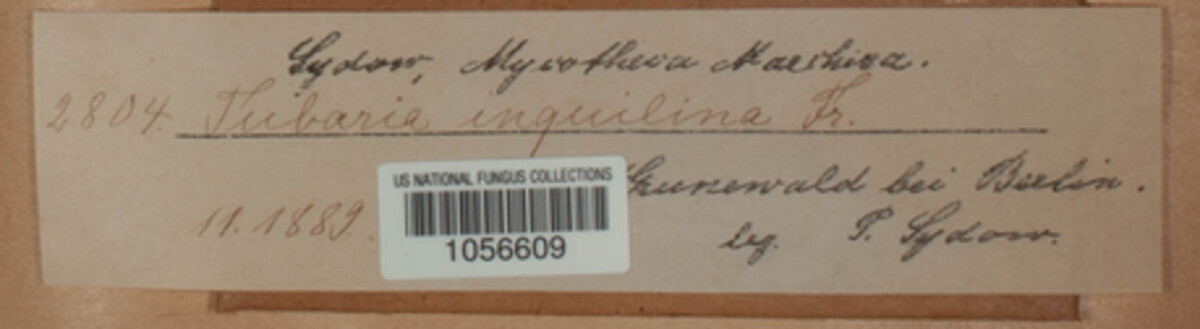 Sydow, Mycotheca Marchica.
2804. Tubaria inquilina Fr.
US NATIONAL FUNGUS COLLECTIONS
1056609
Grunewald bei Berlin.
11.1889.
leg. P. Sydow.